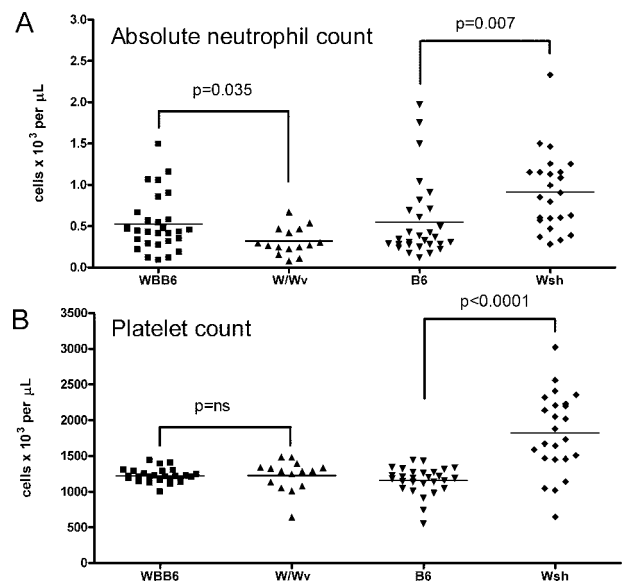 A
Absolute neutrophil count
p=0.007
p=0.035
cells x 10³ per µL
3.0
2.5
2.0
1.5
1.0
0.5
0.0
WBB6 W/Wv B6 Wsh
B
Platelet count
p<0.0001
p=ns
cells x 10³ per µL
3500
3000
2500
2000
1500
1000
500
0
WBB6 W/Wv B6 Wsh